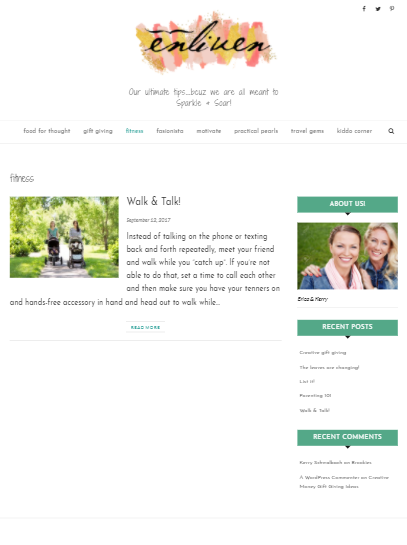 enliven
Our ultimate tips....bcuz we are all meant to
Sparkle & Soar!
food for thought gift giving fitness fasionista motivate practical pearls travel gems kiddo corner
fitness
Walk & Talk!
September 12, 2017
Instead of talking on the phone or texting
back and forth repeatedly, meet your friend
and walk while you "catch up". If you're not
able to do that, set a time to call each other
and then make sure you have your tenners on
and hands-free accessory in hand and head out to walk while...
READ MORE
ABOUT US!
Erica & Kerry
RECENT POSTS
Creative gift giving
The leaves are changing!
List it!
Parenting 101
Walk & Talk!
RECENT COMMENTS
Kerry Schmalbach on Broadies
A WordPress Commenter on Creative
Money Gift Giving Ideas